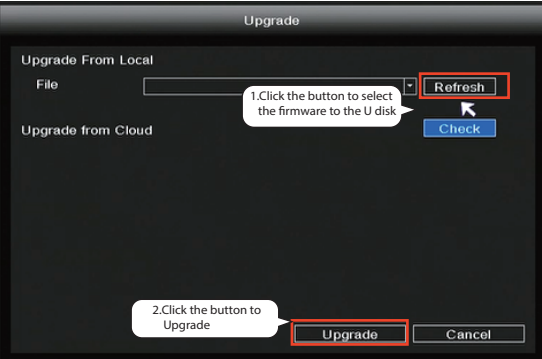 Upgrade
Upgrade From Local
File
Refresh
1.Click the button to select
the firmware to the U disk
Upgrade from Cloud
Check
2.Click the button to
Upgrade
Upgrade
Cancel